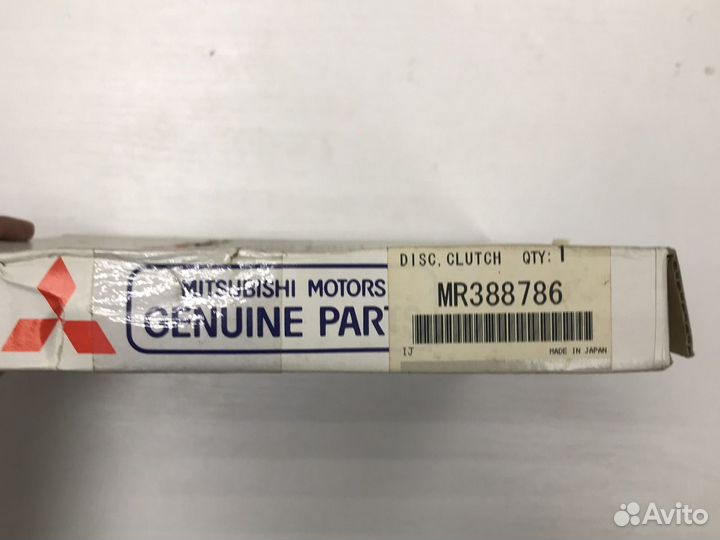 MITSUBISHI MOTORS
GENUINE PART
DISC, CLUTCH QTY: 1
MR388786
IJ MADE IN JAPAN
Avito